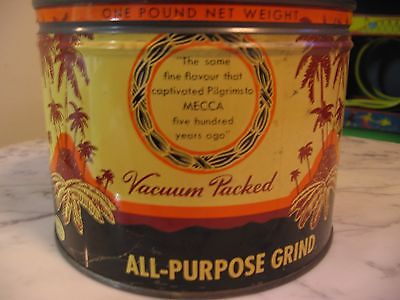 ONE POUND NET WEIGHT
"The same
fine flavour that
captivated Pilgrims to
MECCA
five hundred
years ago"
Vacuum Packed
ALL-PURPOSE GRIND